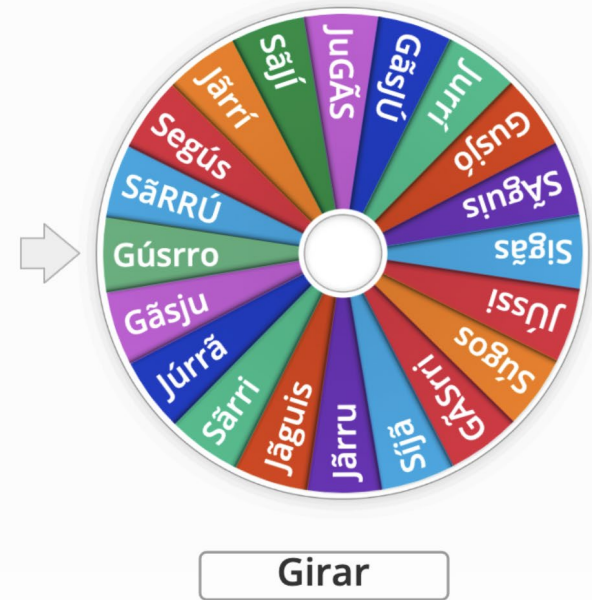 JuGÃS
GãsjÚ
Jurrí
Gusjó
SÃguis
Sigãs
JÚssi
Súgos
GÃSrri
Síjã
Jãrru
Jãguis
Sãrri
Júrrã
Gãsju
Gúsrro
SãRRÚ
Segús
Jãrrí
SãJÍ
Girar